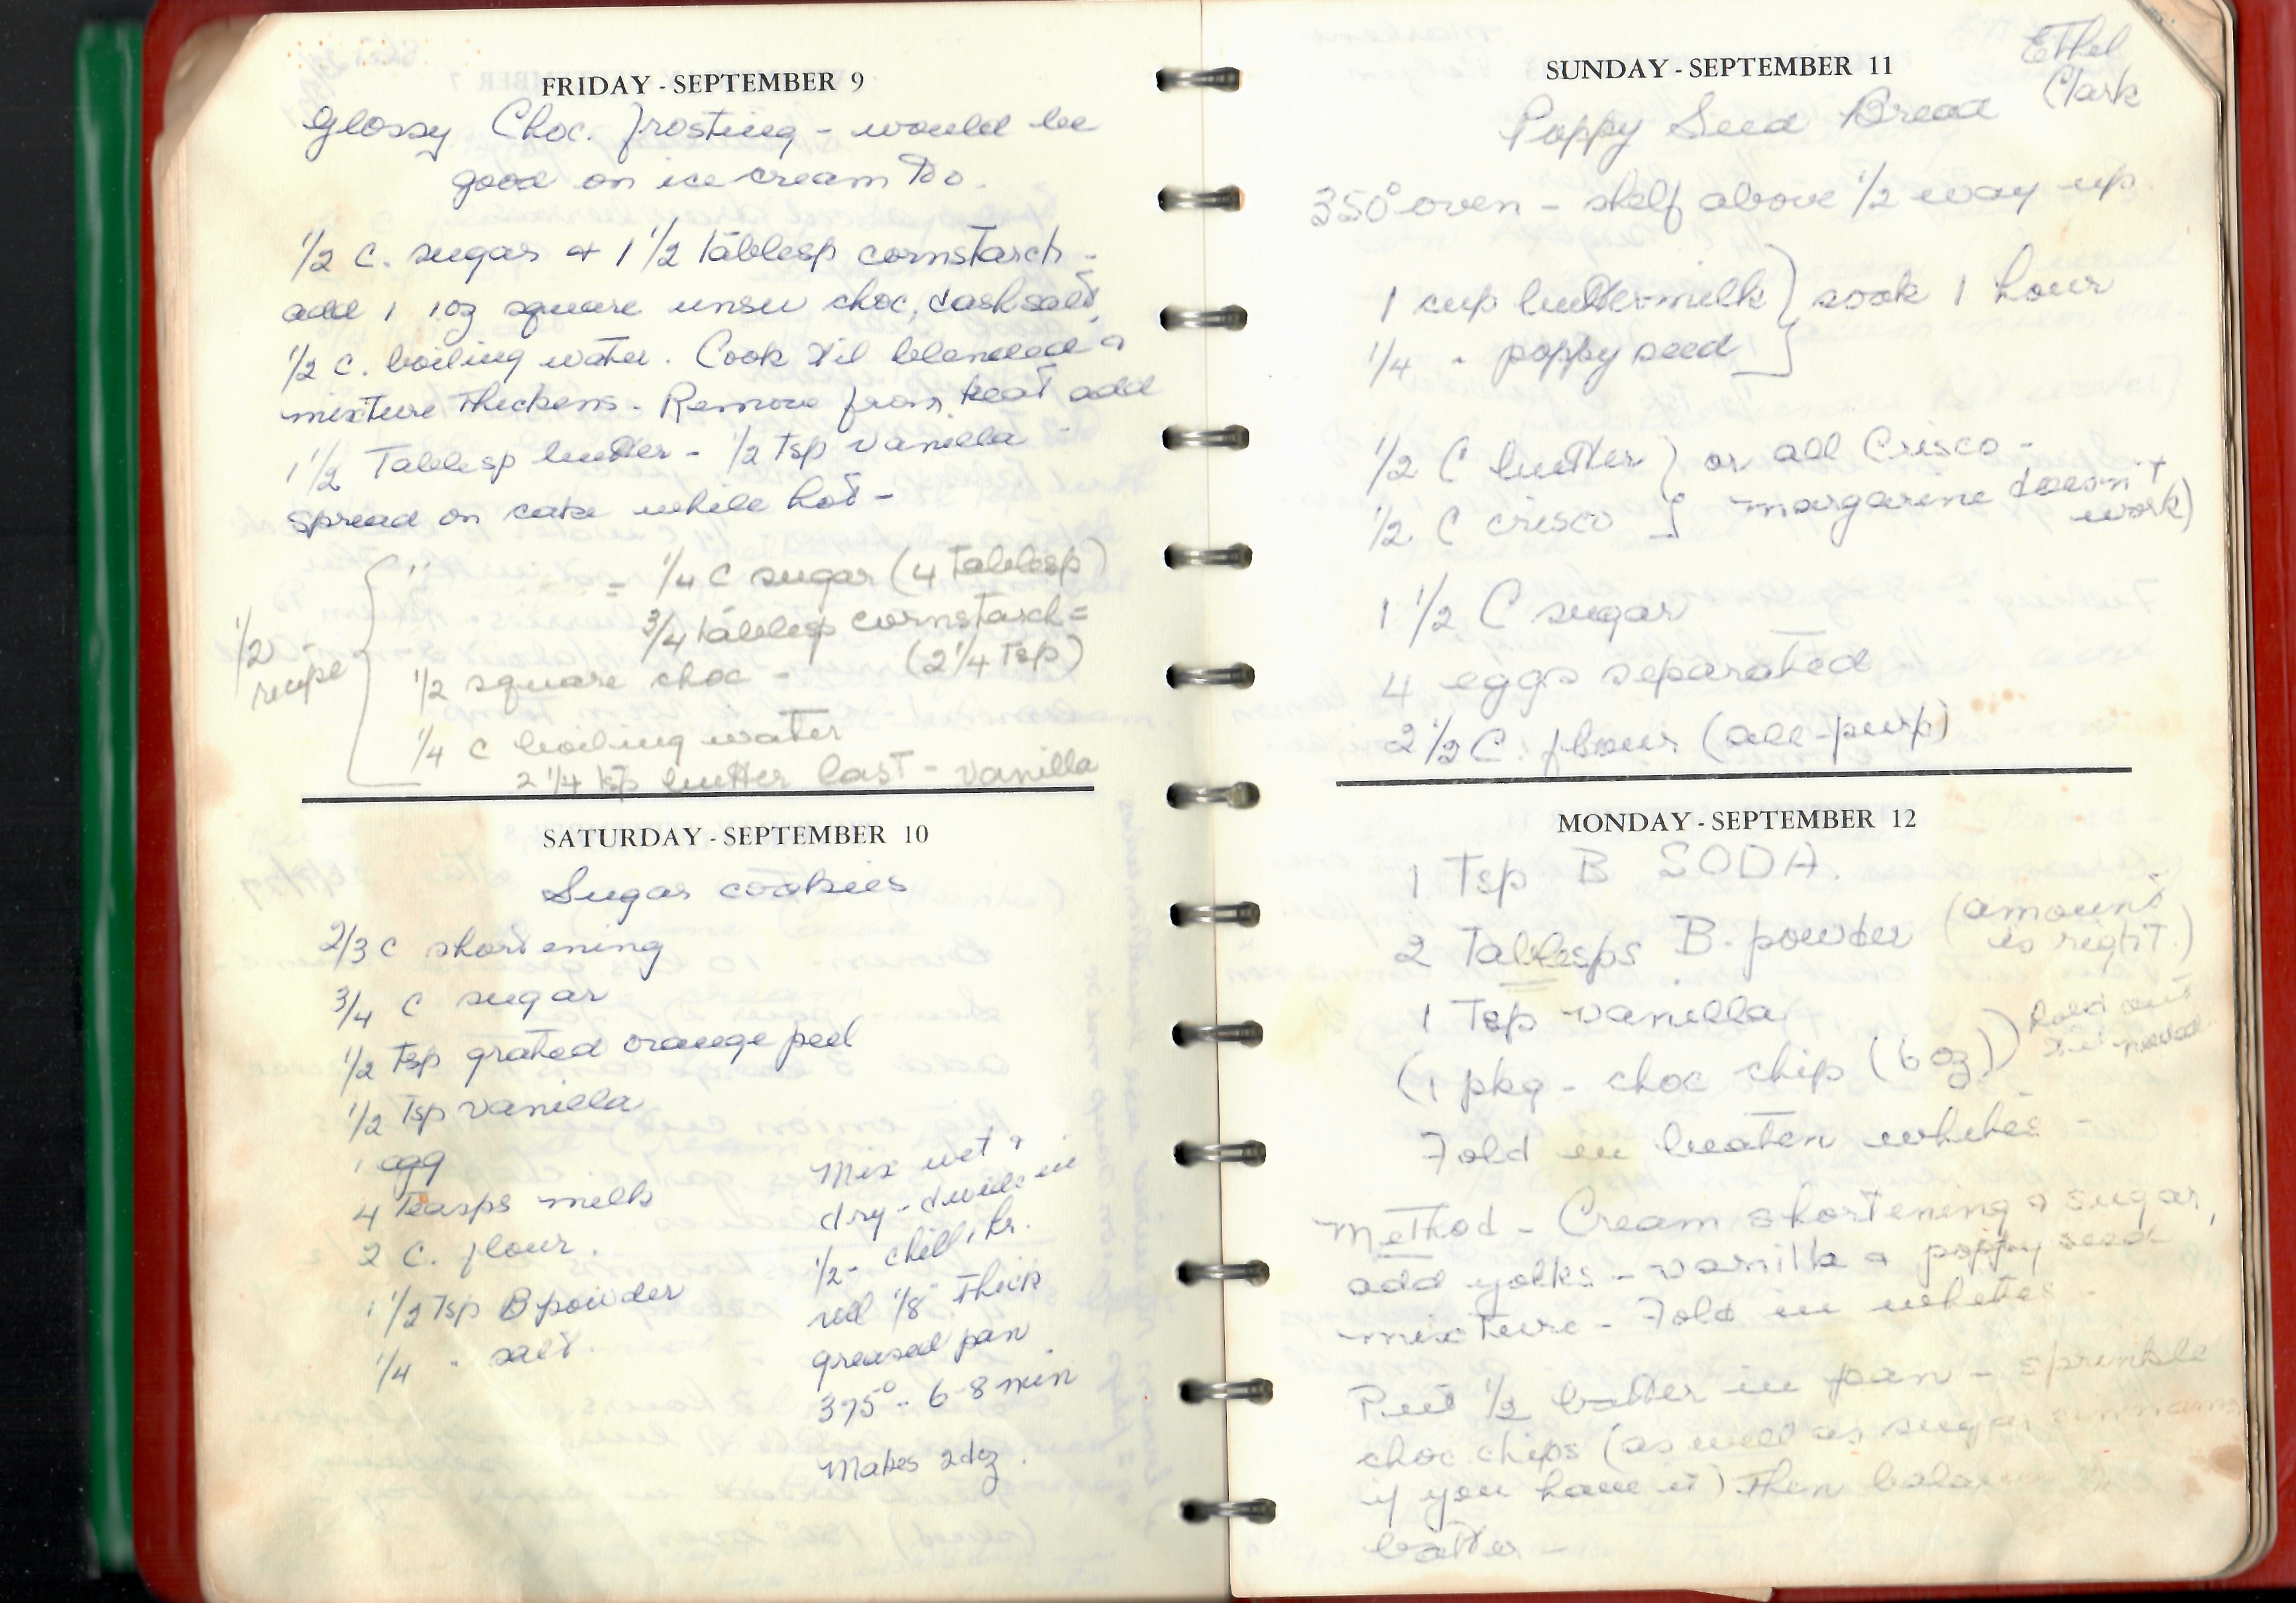 FRIDAY - SEPTEMBER 9
Glossy Choc. frosting - would be
good on ice cream too.
1/2 C. sugar & 1 1/2 tablesp cornstarch -
add 1 1 oz square unsw choc, dash salt,
1/2 C. boiling water. Cook til blended &
mixture thickens. Remove from heat add
1 1/2 Tablesp butter - 1/2 tsp vanilla -
spread on cake while hot -
1/2 recipe
" = 1/4 C sugar (4 Tablesp)
3/4 tablesp cornstarch =
(2 1/4 tsp)
1/2 square choc -
1/4 C boiling water
2 1/4 tsp butter last - vanilla
SATURDAY - SEPTEMBER 10
Sugar cookies
2/3 C shortening
3/4 C sugar
1/2 tsp grated orange peel
1/2 tsp vanilla
1 egg
4 teasps milk
2 C. flour.
1 1/2 tsp B powder
1/4 " salt.
Mix wet &
dry - divide in
1/2 - chill 1 hr.
roll 1/8" thick
greased pan
375° - 6-8 min
Makes 2 doz.
SUNDAY - SEPTEMBER 11
Ethel
Clark
Poppy Seed Bread
350° oven - shelf above 1/2 way up.
1 cup buttermilk } soak 1 hour
1/4 " poppy seed
1/2 C butter } or all Crisco -
1/2 C crisco } margarine doesn't
work)
1 1/2 C sugar
4 eggs separated
2 1/2 C. flour (all-purp)
MONDAY - SEPTEMBER 12
1 Tsp B SODA.
2 Tablesps B. powder (amount
is right.)
1 Tsp vanilla
(1 pkg - choc chip (6 oz)) Hold out
til needed
Fold in beaten whites -
Method - Cream shortening & sugar,
add yolks - vanilla & poppy seed
mixture - Fold in whites -
Put 1/2 batter in pan - sprinkle
choc chips (as well as sugar cinnamon
if you have it) then balance
batter -